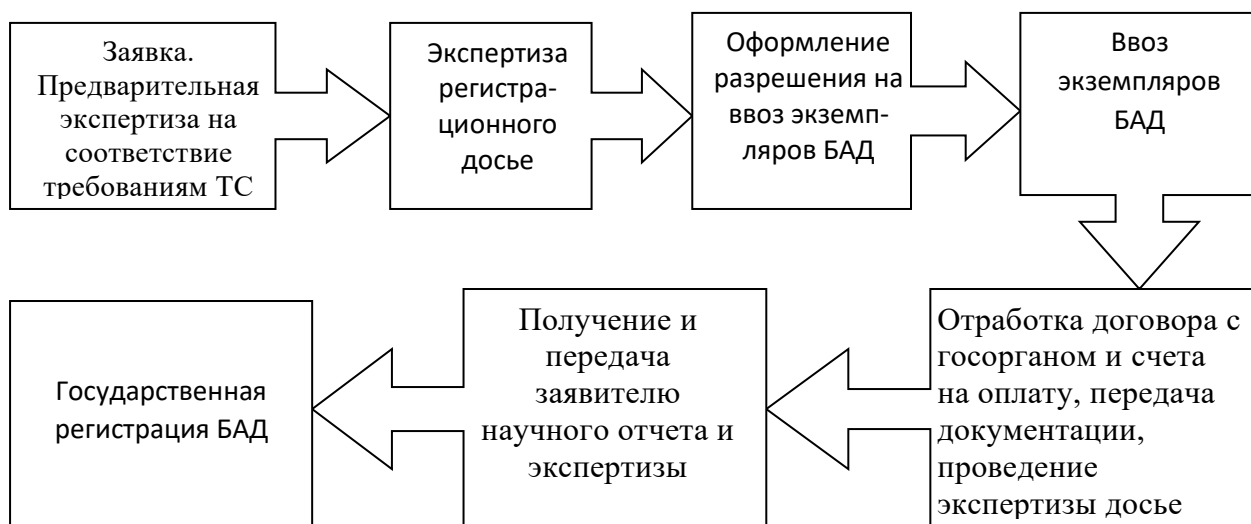 Заявка.
Предварительная
экспертиза на
соответствие
требованиям ТС
Экспертиза
регистра-
ционного
досье
Оформление
разрешения на
ввоз экземп-
ляров БАД
Ввоз
экземпляров
БАД
Отработка договора с
госорганом и счета
на оплату, передача
документации,
проведение
экспертизы досье
Получение и
передача
заявителю
научного отчета и
экспертизы
Государственная
регистрация БАД